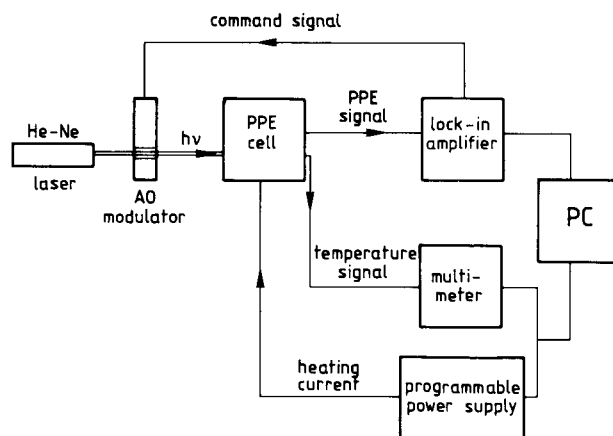 command signal
He-Ne
laser
AO
modulator
hν
PPE
cell
PPE
signal
lock-in
amplifier
PC
temperature
signal
multi-
meter
heating
current
programmable
power supply